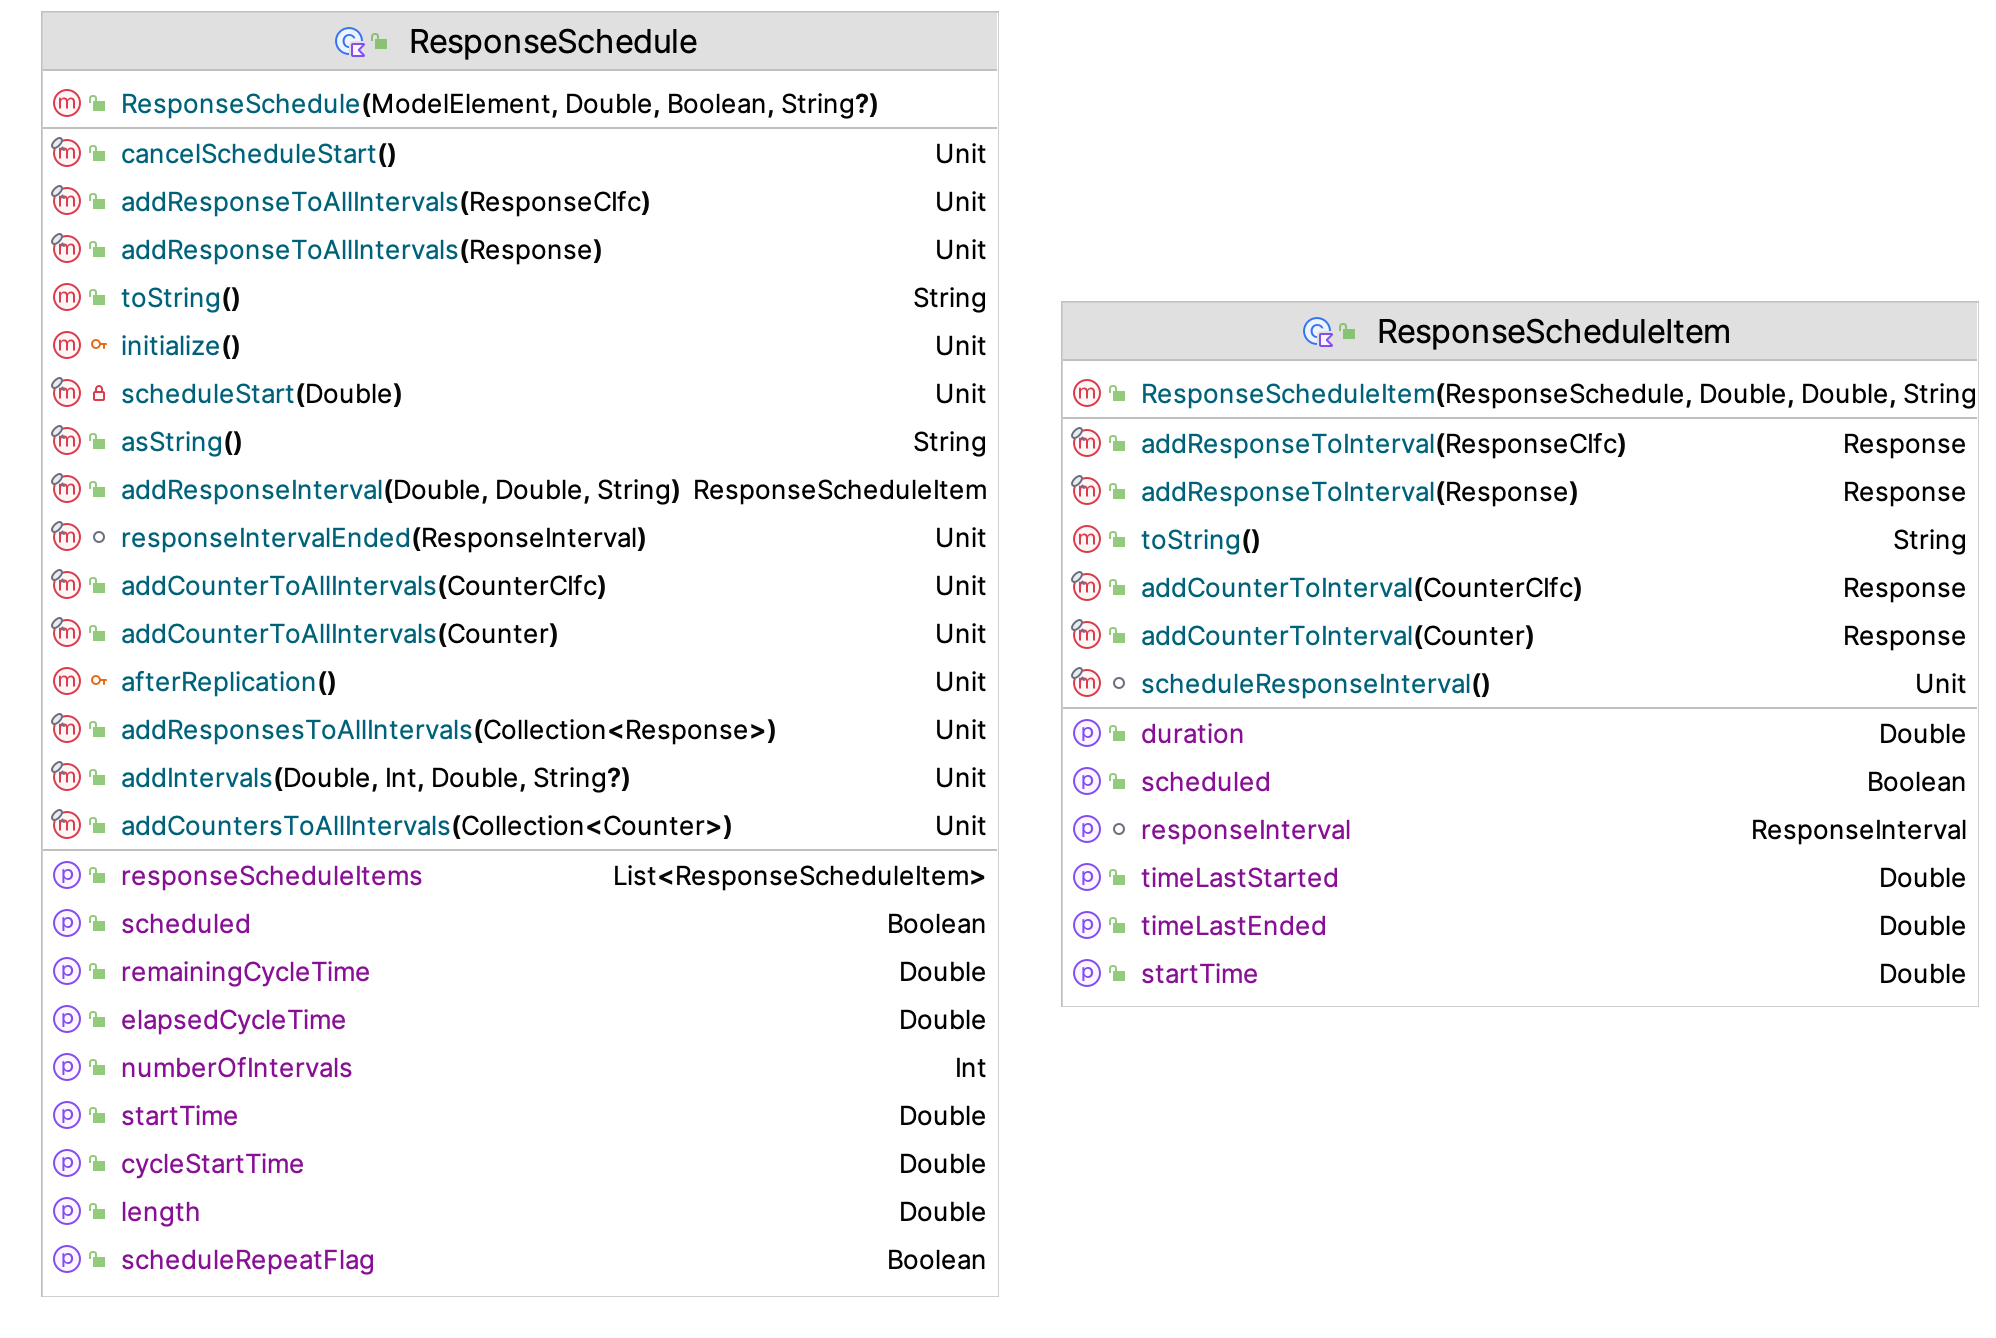 ResponseSchedule
ResponseSchedule(ModelElement, Double, Boolean, String?)
cancelScheduleStart() Unit
addResponseToAllIntervals(ResponseCIfc) Unit
addResponseToAllIntervals(Response) Unit
toString() String
initialize() Unit
scheduleStart(Double) Unit
asString() String
addResponseInterval(Double, Double, String) ResponseScheduleItem
responseIntervalEnded(ResponseInterval) Unit
addCounterToAllIntervals(CounterCIfc) Unit
addCounterToAllIntervals(Counter) Unit
afterReplication() Unit
addResponsesToAllIntervals(Collection<Response>) Unit
addIntervals(Double, Int, Double, String?) Unit
addCountersToAllIntervals(Collection<Counter>) Unit
responseScheduleItems List<ResponseScheduleItem>
scheduled Boolean
remainingCycleTime Double
elapsedCycleTime Double
numberOfIntervals Int
startTime Double
cycleStartTime Double
length Double
scheduleRepeatFlag Boolean
ResponseScheduleItem
ResponseScheduleItem(ResponseSchedule, Double, Double, String
addResponseToInterval(ResponseCIfc) Response
addResponseToInterval(Response) Response
toString() String
addCounterToInterval(CounterCIfc) Response
addCounterToInterval(Counter) Response
scheduleResponseInterval() Unit
duration Double
scheduled Boolean
responseInterval ResponseInterval
timeLastStarted Double
timeLastEnded Double
startTime Double